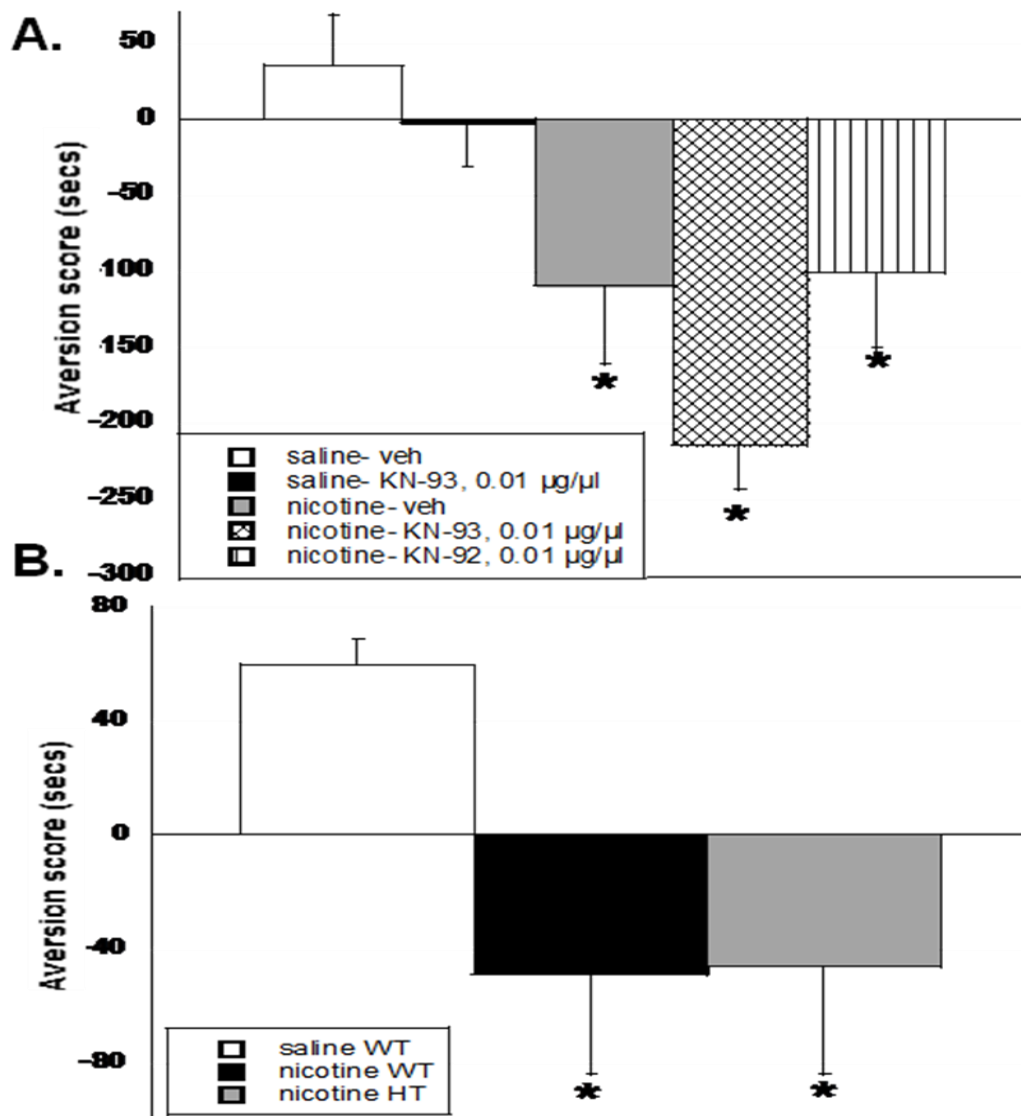 A.
50
0
-50
-100
-150
-200
-250
-300
Aversion score (secs)
*
*
*
saline- veh
saline- KN-93, 0.01 µg/µl
nicotine- veh
nicotine- KN-93, 0.01 µg/µl
nicotine- KN-92, 0.01 µg/µl
B.
80
40
0
-40
-80
Aversion score (secs)
*
*
saline WT
nicotine WT
nicotine HT